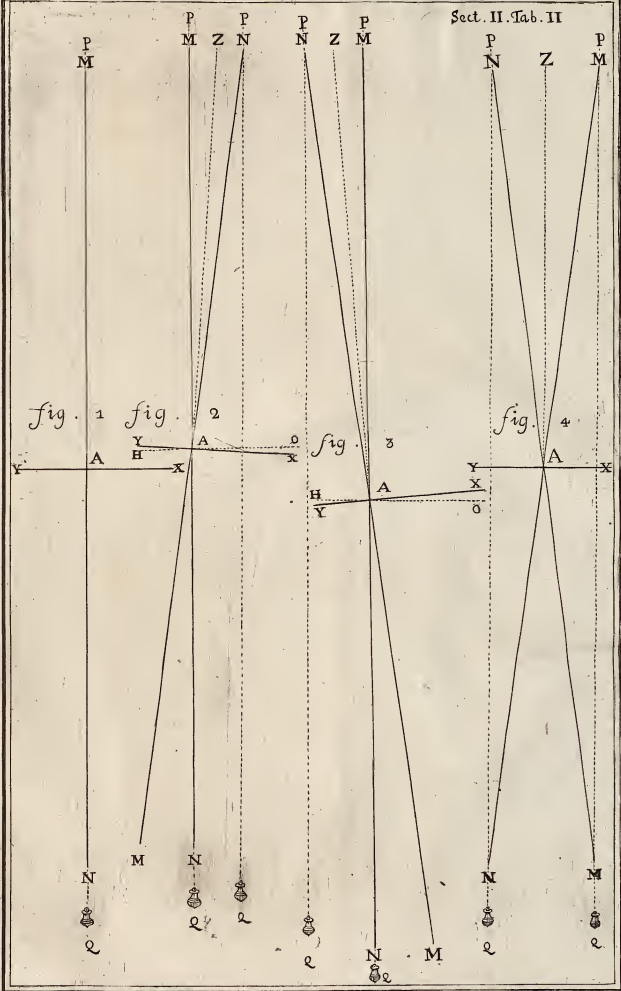 Sect. II. Tab. II
P P P P P P P
M M Z N N Z M N Z M
fig. 1 fig. 2 fig. 3 fig. 4
Y A X
Y A O
H X
A
H X
Y O
A
Y X
M N
N N M
Q Q Q Q Q Q
N M
Q